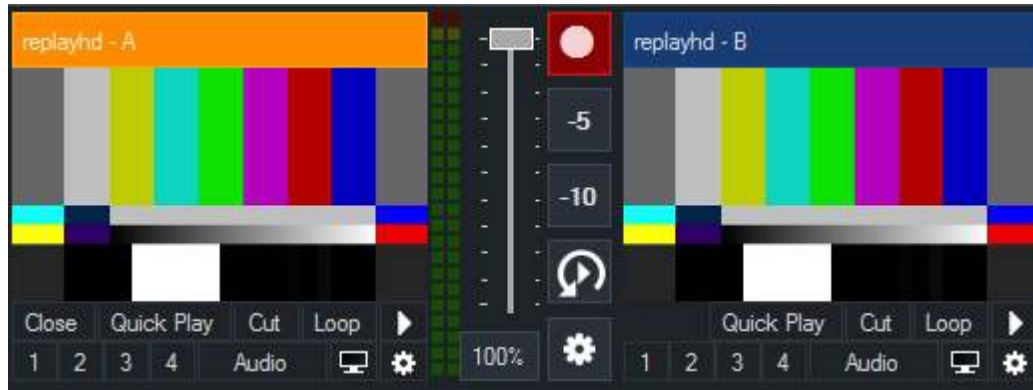 replayhd - A
replayhd - B
-5
-10
Close Quick Play Cut Loop
Quick Play Cut Loop
1 2 3 4 Audio
100%
1 2 3 4 Audio